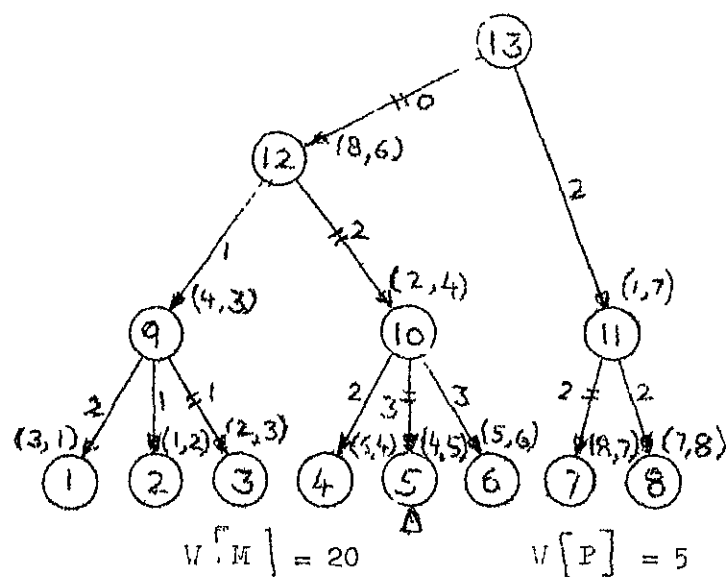 13
0
12 (8,6)
2
1 2
(4,3) (2,4) (1,7)
9 10 11
2 1 1 2 3 3 2 2
(3,1) (1,2) (2,3) (4,5) (5,6) (8,7) (7,8)
1 2 3 4 5 6 7 8
V[M] = 20 V[P] = 5